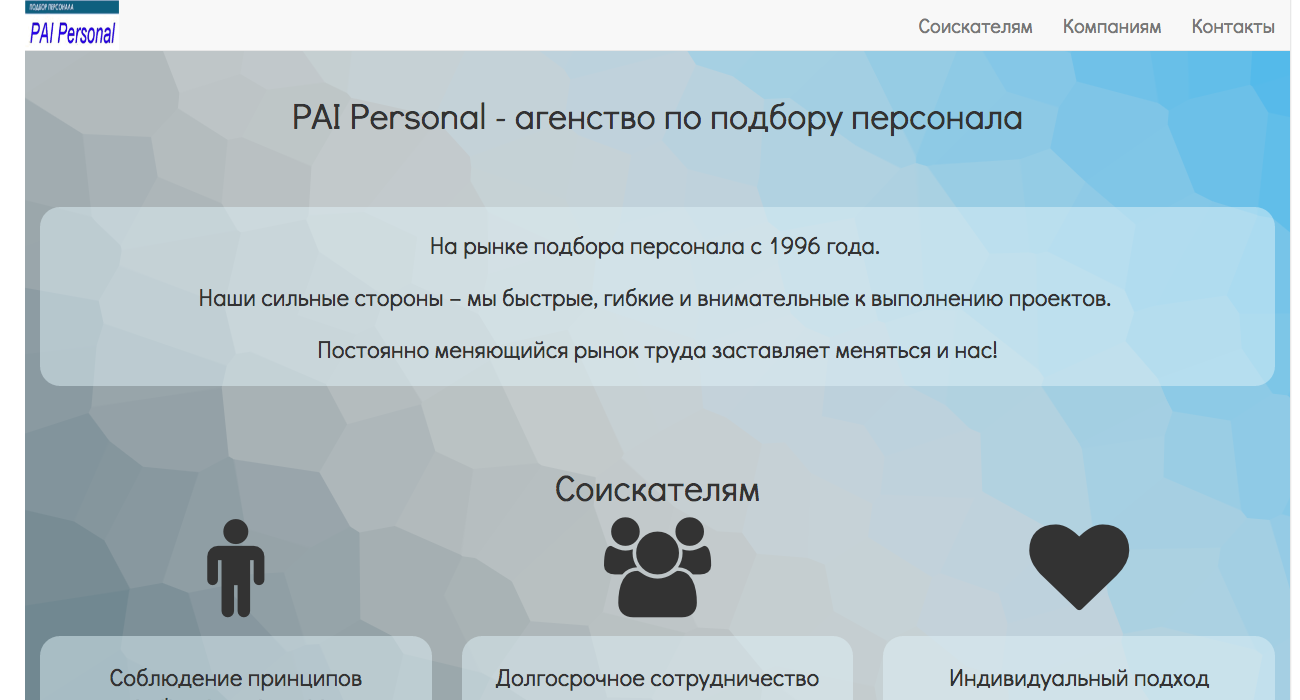 ПОДБОР ПЕРСОНАЛА
PAI Personal
Соискателям Компаниям Контакты
PAI Personal - агенство по подбору персонала
На рынке подбора персонала с 1996 года.
Наши сильные стороны – мы быстрые, гибкие и внимательные к выполнению проектов.
Постоянно меняющийся рынок труда заставляет меняться и нас!
Соискателям
Соблюдение принципов Долгосрочное сотрудничество Индивидуальный подход